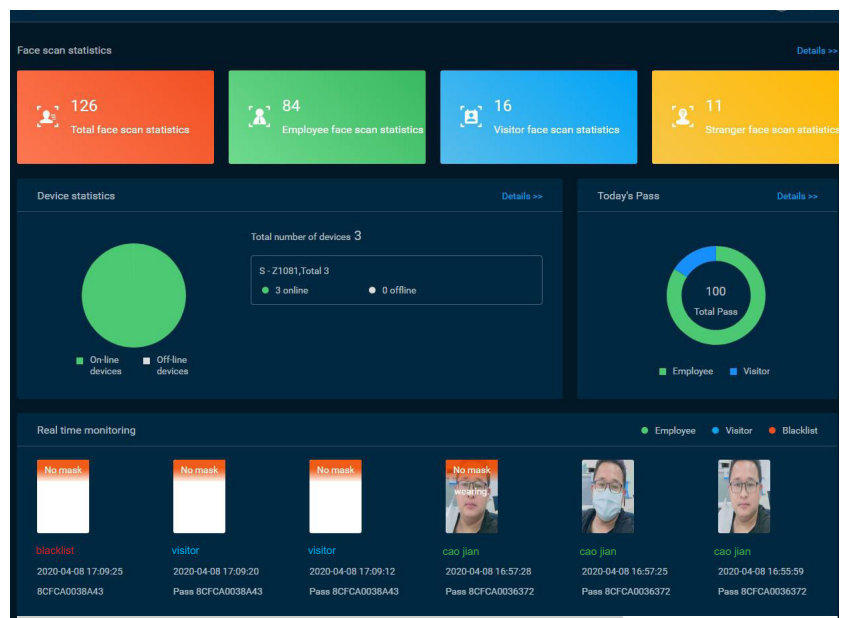 Face scan statistics
Details >>
126
Total face scan statistics
84
Employee face scan statistics
16
Visitor face scan statistics
11
Stranger face scan statistics
Device statistics
Details >>
Total number of devices 3
S - Z1081,Total 3
3 online
0 offline
On-line devices
Off-line devices
Today's Pass
Details >>
100
Total Pass
Employee
Visitor
Real time monitoring
Employee
Visitor
Blacklist
No mask
No mask
No mask
No mask
wearing
blacklist
visitor
visitor
cao jian
cao jian
cao jian
2020-04-08 17:09:25
2020-04-08 17:09:20
2020-04-08 17:09:12
2020-04-08 16:57:28
2020-04-08 16:57:25
2020-04-08 16:55:59
8CFCA0038A43
Pass 8CFCA0038A43
Pass 8CFCA0038A43
Pass 8CFCA0036372
Pass 8CFCA0036372
Pass 8CFCA0036372